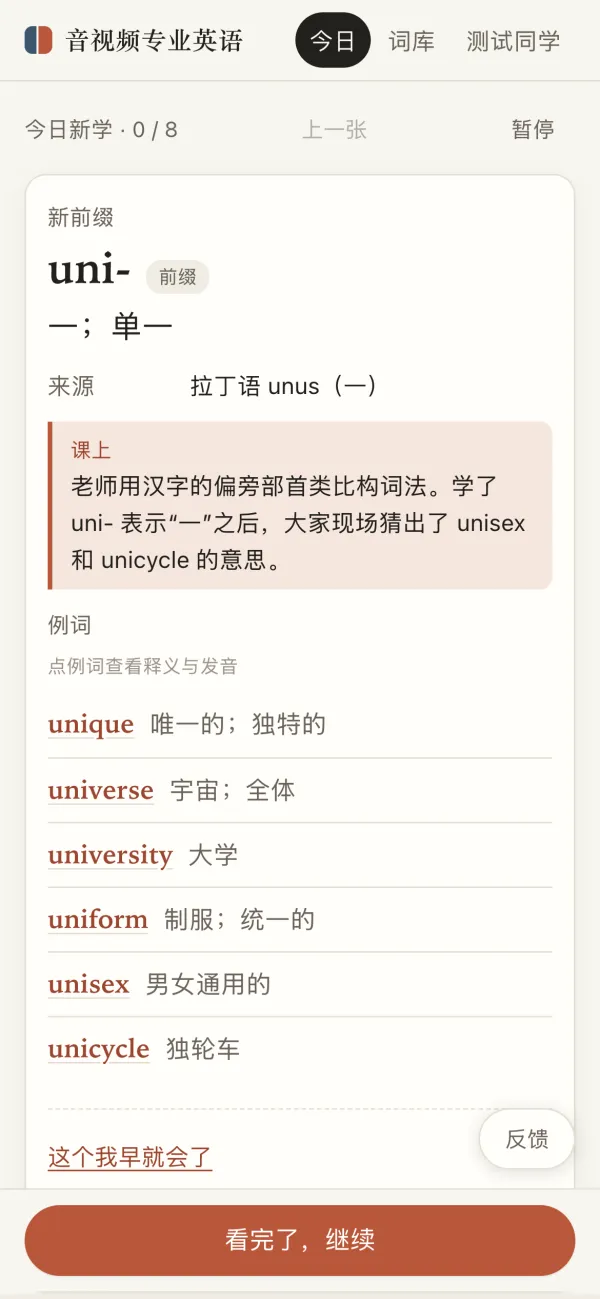 音视频专业英语 今日 词库 测试同学
今日新学 · 0 / 8 上一张 暂停
新前缀
uni- 前缀
一；单一
来源 拉丁语 unus（一）
课上
老师用汉字的偏旁部首类比构词法。学了
uni- 表示“一”之后，大家现场猜出了 unisex
和 unicycle 的意思。
例词
点例词查看释义与发音
unique 唯一的；独特的
universe 宇宙；全体
university 大学
uniform 制服；统一的
unisex 男女通用的
unicycle 独轮车
反馈
这个我早就会了
看完了，继续